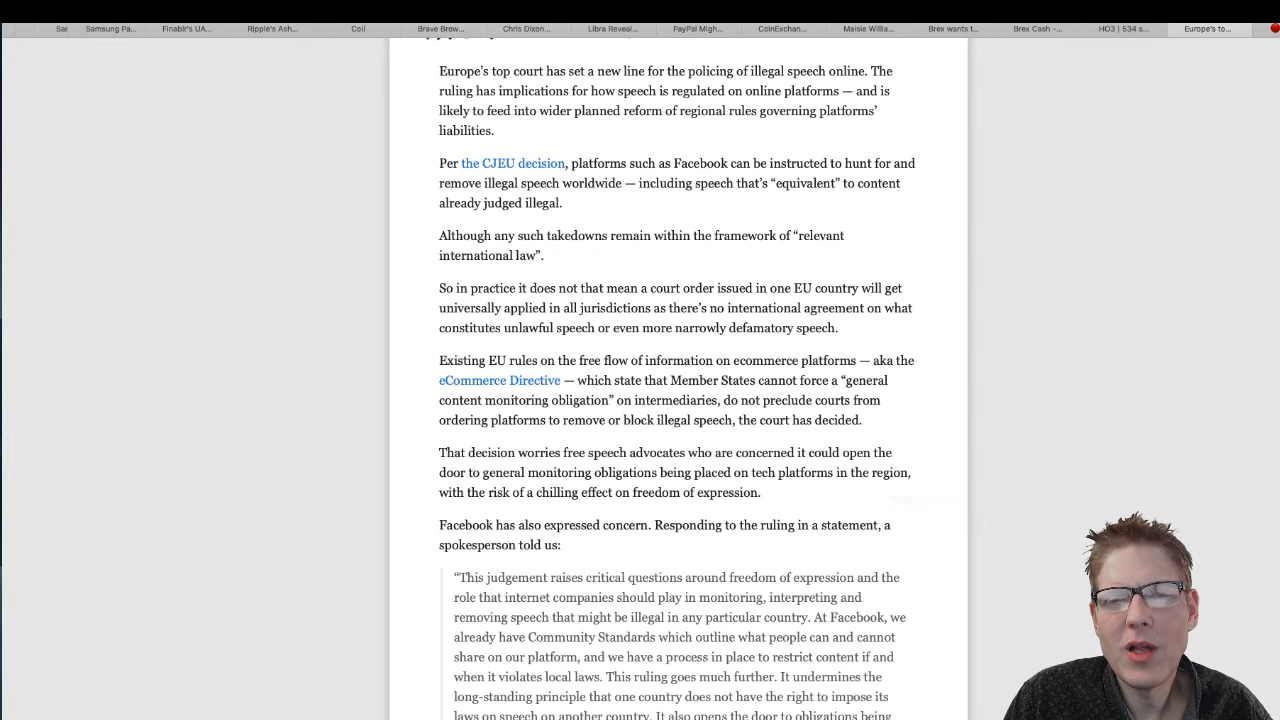 Sar Samsung Pa... Finablr's UA... Ripple's Ash... Coil Brave Brow... Chris Dixon... Libra Reveal... PayPal Migh... CoinExchan... Maisie Willia... Brex wants t... Brex Cash -... HO3 | 534 s... Europe's to...
Europe's top court has set a new line for the policing of illegal speech online. The
ruling has implications for how speech is regulated on online platforms — and is
likely to feed into wider planned reform of regional rules governing platforms'
liabilities.
Per the CJEU decision, platforms such as Facebook can be instructed to hunt for and
remove illegal speech worldwide — including speech that's “equivalent” to content
already judged illegal.
Although any such takedowns remain within the framework of “relevant
international law”.
So in practice it does not that mean a court order issued in one EU country will get
universally applied in all jurisdictions as there's no international agreement on what
constitutes unlawful speech or even more narrowly defamatory speech.
Existing EU rules on the free flow of information on ecommerce platforms — aka the
eCommerce Directive — which state that Member States cannot force a “general
content monitoring obligation” on intermediaries, do not preclude courts from
ordering platforms to remove or block illegal speech, the court has decided.
That decision worries free speech advocates who are concerned it could open the
door to general monitoring obligations being placed on tech platforms in the region,
with the risk of a chilling effect on freedom of expression.
Facebook has also expressed concern. Responding to the ruling in a statement, a
spokesperson told us:
“This judgement raises critical questions around freedom of expression and the
role that internet companies should play in monitoring, interpreting and
removing speech that might be illegal in any particular country. At Facebook, we
already have Community Standards which outline what people can and cannot
share on our platform, and we have a process in place to restrict content if and
when it violates local laws. This ruling goes much further. It undermines the
long-standing principle that one country does not have the right to impose its
laws on speech on another country. It also opens the door to obligations being